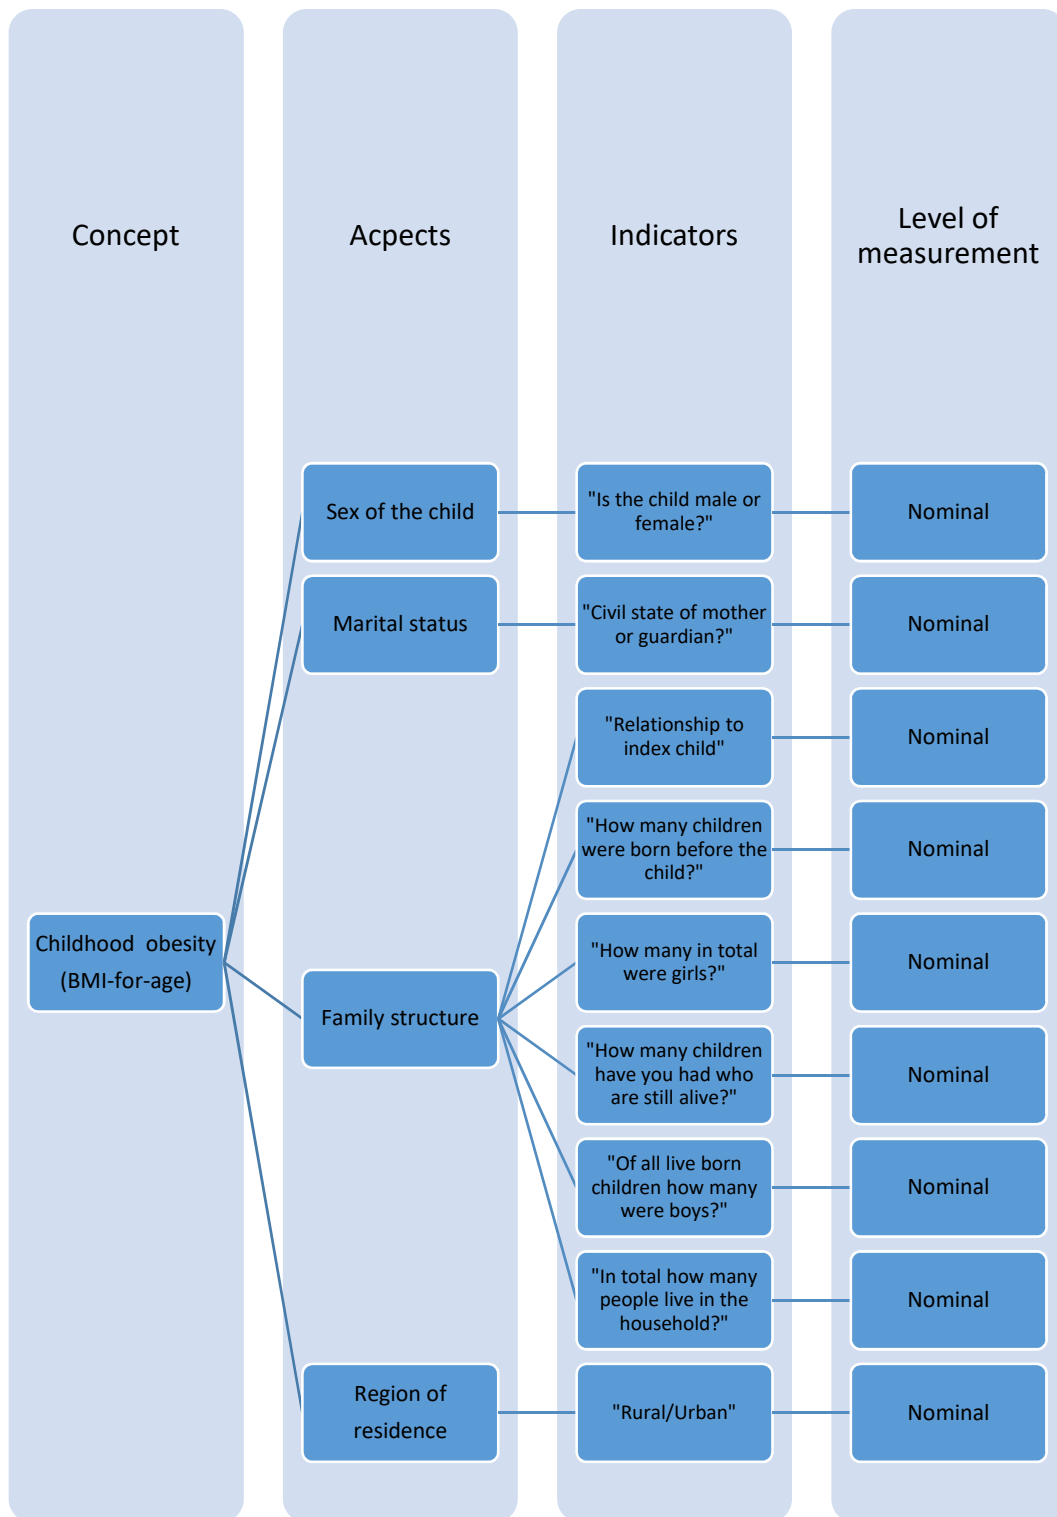 Concept
Acpects
Indicators
Level of
measurement
Sex of the child
"Is the child male or
female?"
Nominal
Marital status
"Civil state of mother
or guardian?"
Nominal
"Relationship to
index child"
Nominal
"How many children
were born before the
child?"
Nominal
Childhood obesity
(BMI-for-age)
Family structure
"How many in total
were girls?"
Nominal
"How many children
have you had who
are still alive?"
Nominal
"Of all live born
children how many
were boys?"
Nominal
"In total how many
people live in the
household?"
Nominal
Region of
residence
"Rural/Urban"
Nominal